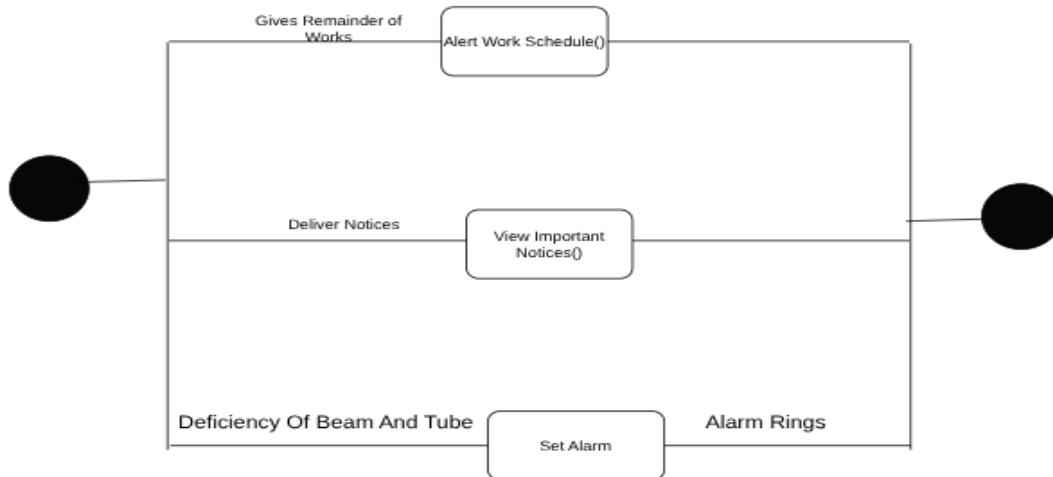 Gives Remainder of
Works
Alert Work Schedule()
Deliver Notices
View Important
Notices()
Deficiency Of Beam And Tube
Set Alarm
Alarm Rings